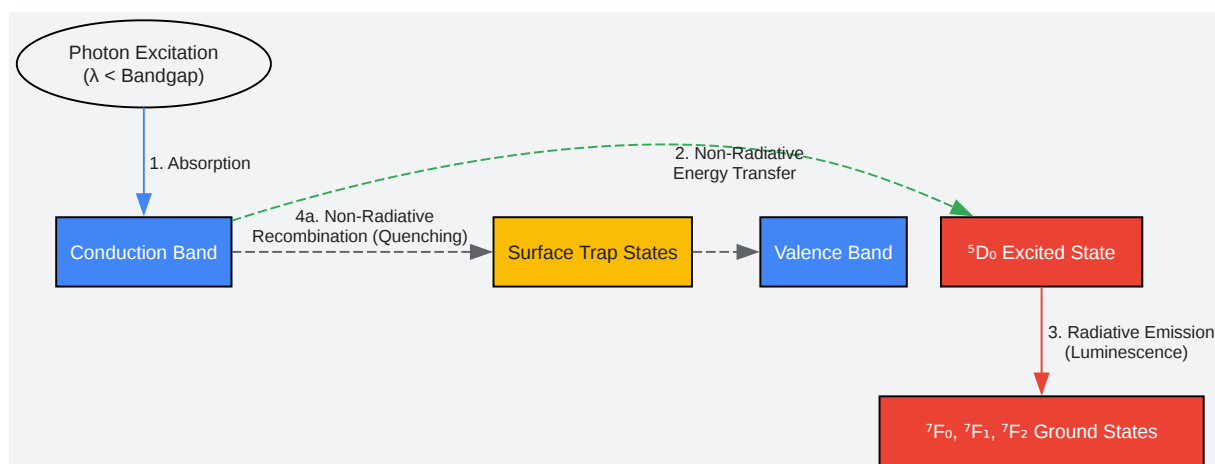 Photon Excitation
(λ < Bandgap)
1. Absorption
2. Non-Radiative
Energy Transfer
4a. Non-Radiative
Recombination (Quenching)
Conduction Band
Surface Trap States
Valence Band
⁵D₀ Excited State
3. Radiative Emission
(Luminescence)
⁷F₀, ⁷F₁, ⁷F₂ Ground States